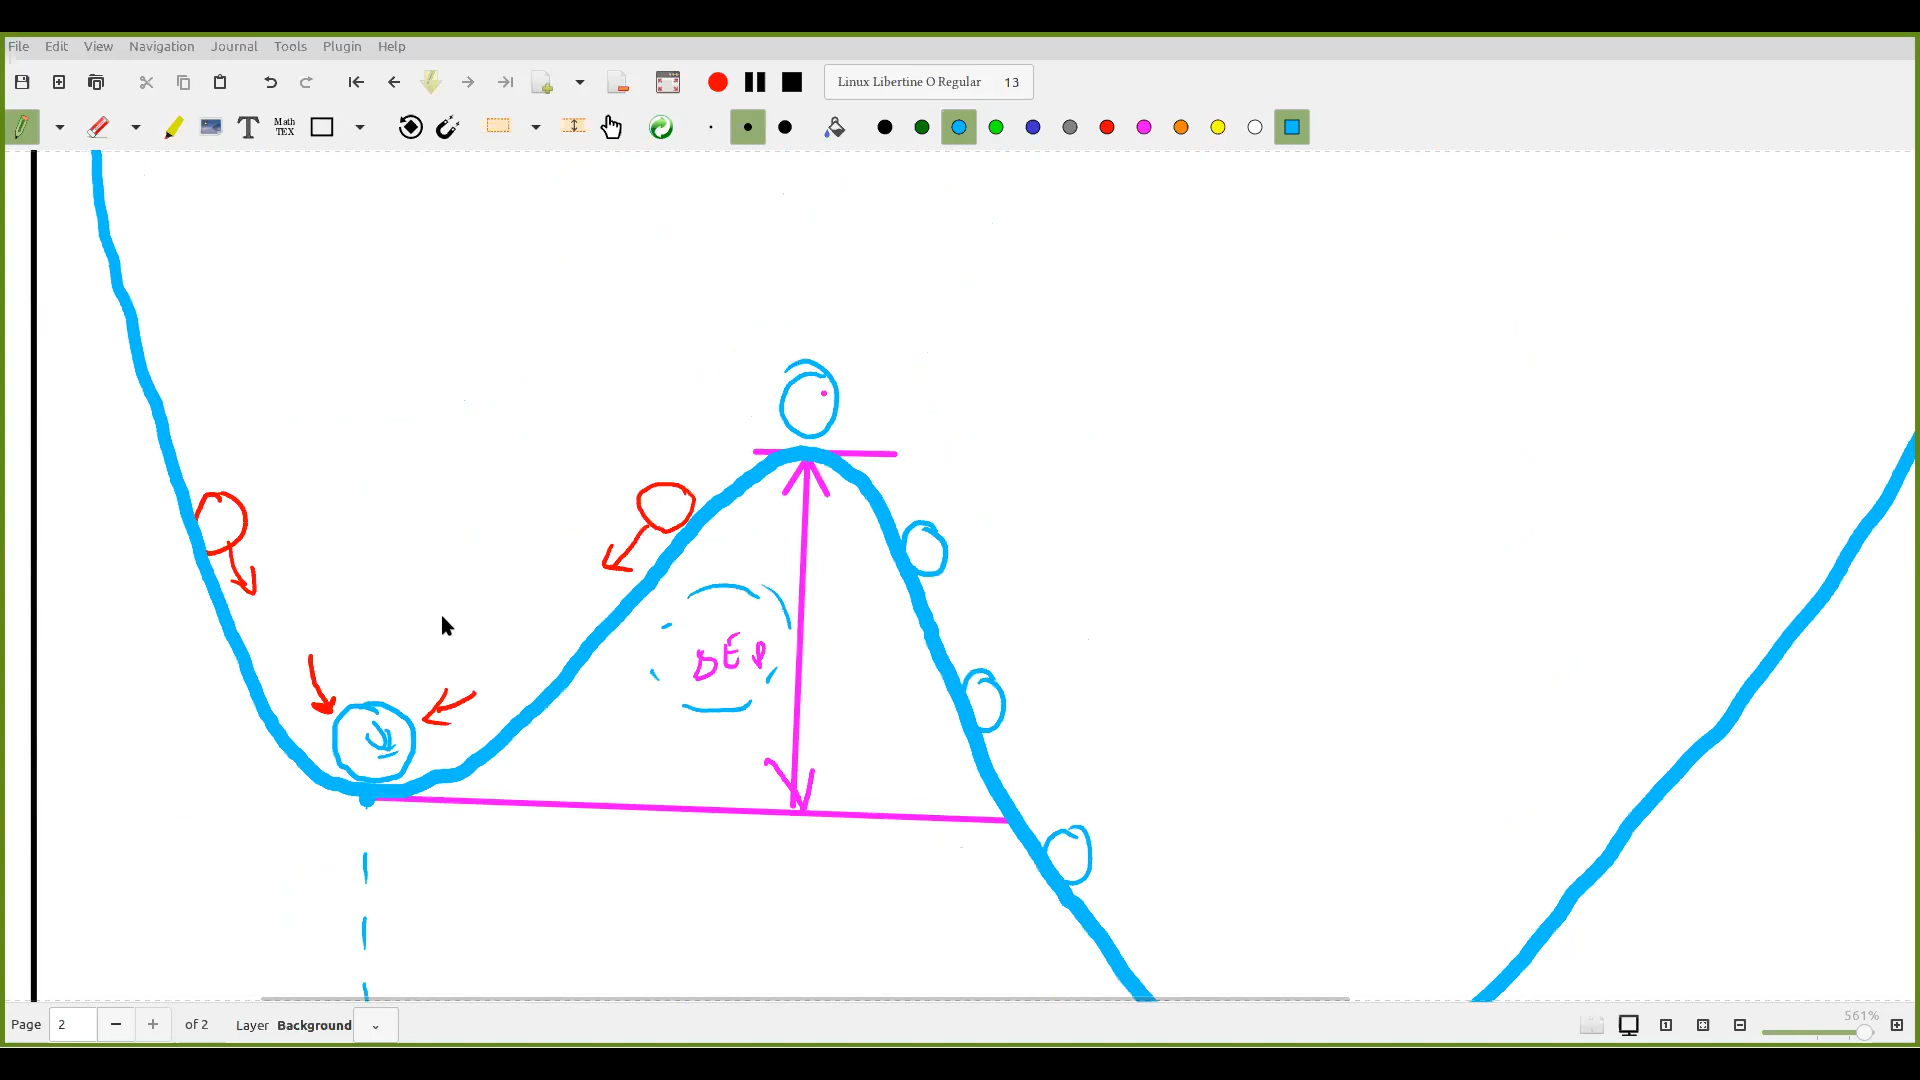 File Edit View Navigation Journal Tools Plugin Help
Linux Libertine O Regular 13
T Math TEX
Page 2 of 2 Layer Background 561%